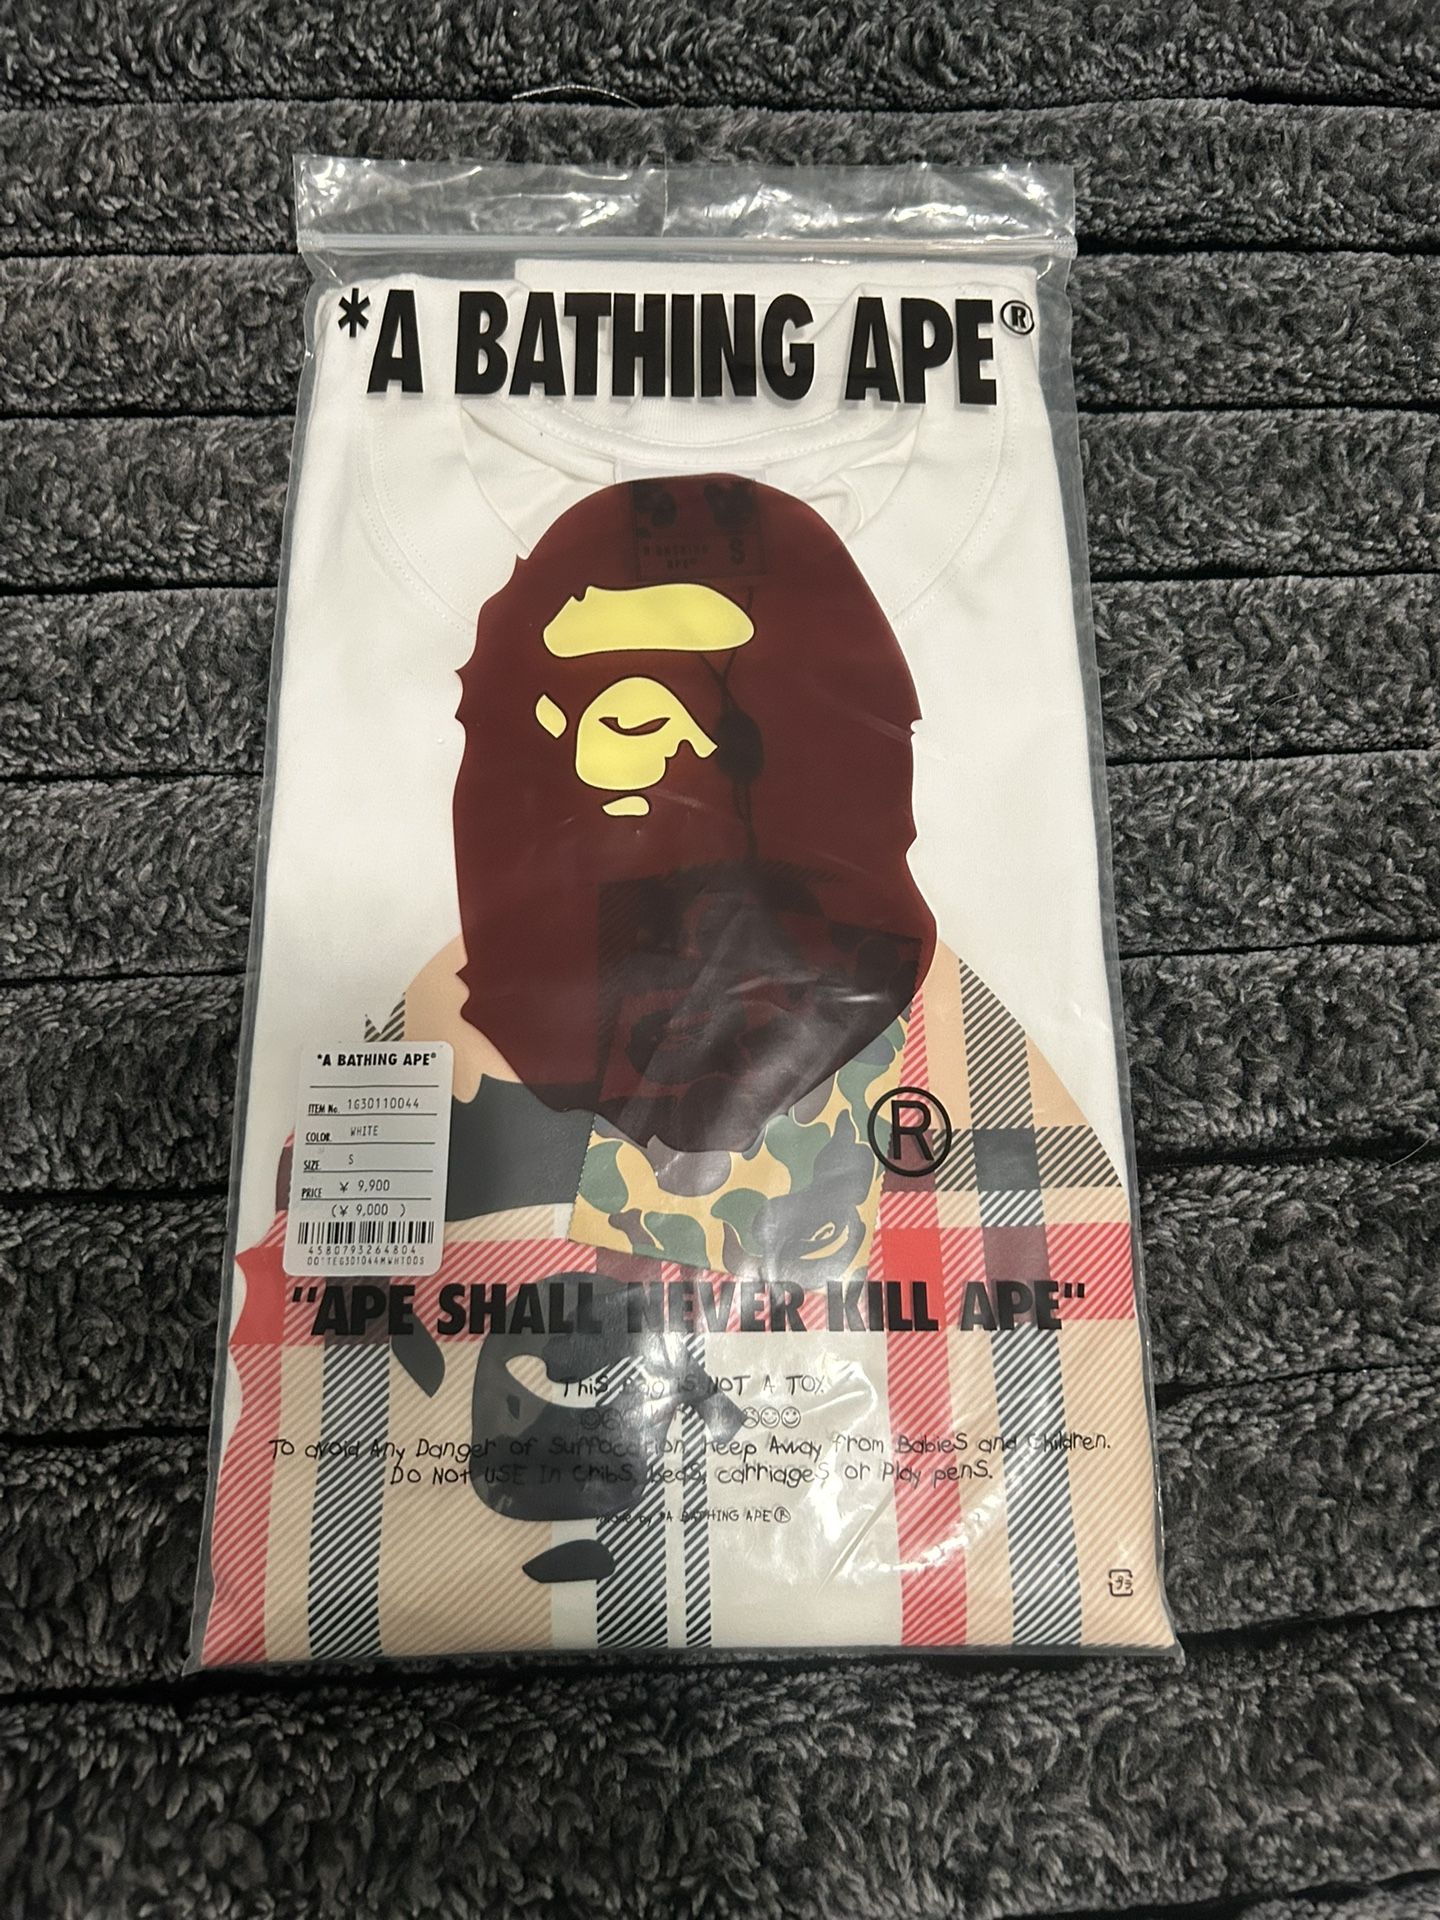 *A BATHING APE®
S
®
*A BATHING APE®
ITEM No. 1G30110044
COLOR. WHITE
SIZE. S
PRICE ¥ 9,900
(¥ 9,000 )
4580793264804
"APE SHALL NEVER KILL APE"
ThiS Bag iS NOT A TOY.
To avoid Any Danger of Suffocation, keep Away from BabieS and Children.
DO NOt USE In CribS, bedS, carriageS or Play penS.
made by *A BATHING APE®